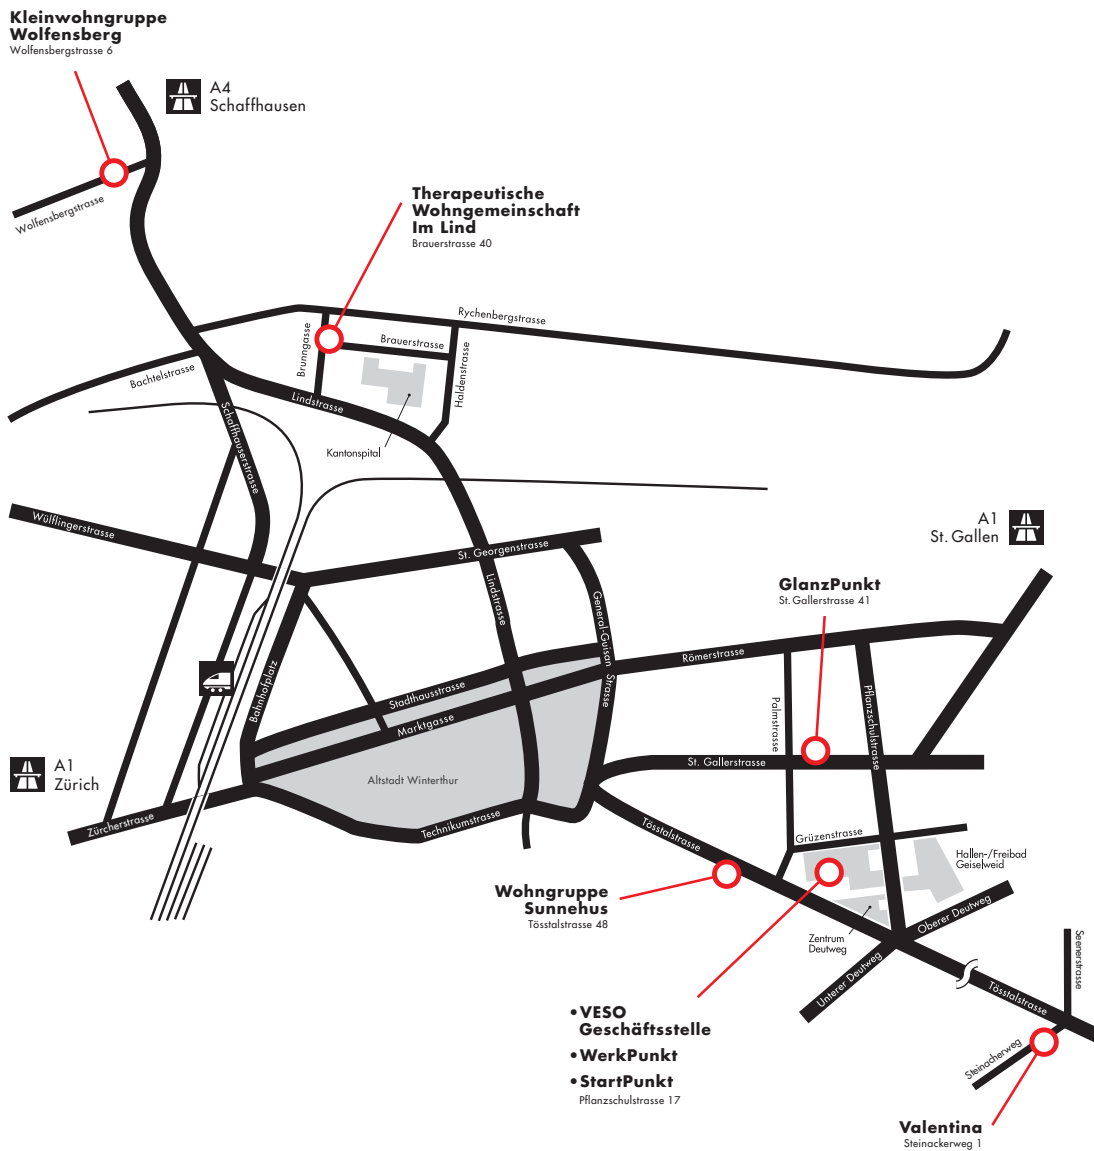 Kleinwohngruppe
Wolfensberg
Wolfensbergstrasse 6
A4
Schaffhausen
Wolfensbergstrasse
Therapeutische
Wohngemeinschaft
Im Lind
Brauerstrasse 40
Rychenbergstrasse
Brunngasse
Brauerstrasse
Haldenstrasse
Bachtelstrasse
Lindstrasse
Schaffhauserstrasse
Kantonspital
Wülflingerstrasse
A1
St. Gallen
St. Georgenstrasse
Lindstrasse
General-Guisan
Strasse
GlanzPunkt
St. Gallerstrasse 41
Römerstrasse
Bahnhofplatz
Stadthausstrasse
Marktgasse
Palmstrasse
Pflanzschulstrasse
A1
Zürich
Altstadt Winterthur
St. Gallerstrasse
Zürcherstrasse
Technikumstrasse
Tösstalstrasse
Grüzenstrasse
Hallen-/Freibad
Geiselweid
Wohngruppe
Sunnehus
Tösstalstrasse 48
Zentrum
Deutweg
Oberer Deutweg
Unterer Deutweg
Seenerstrasse
Tösstalstrasse
• VESO
Geschäftsstelle
• WerkPunkt
• StartPunkt
Pflanzschulstrasse 17
Steinacherweg
Valentina
Steinackerweg 1